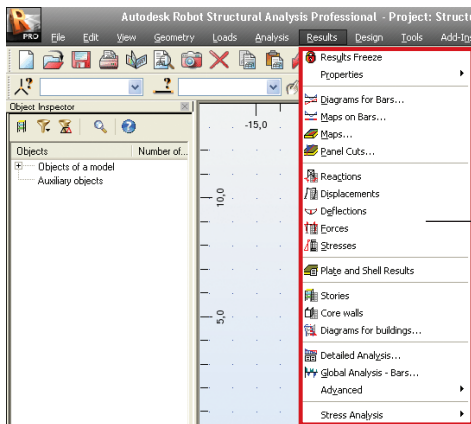 Autodesk Robot Structural Analysis Professional - Project: Struct
PRO File Edit View Geometry Loads Analysis Results Design Tools Add-In
Results Freeze
Properties
Object Inspector
Objects Number of...
Objects of a model
Auxiliary objects
-15,0
10,0
5,0
Diagrams for Bars...
Maps on Bars...
Maps...
Panel Cuts...
Reactions
Displacements
Deflections
Forces
Stresses
Plate and Shell Results
Stories
Core walls
Diagrams for buildings...
Detailed Analysis...
Global Analysis - Bars...
Advanced
Stress Analysis